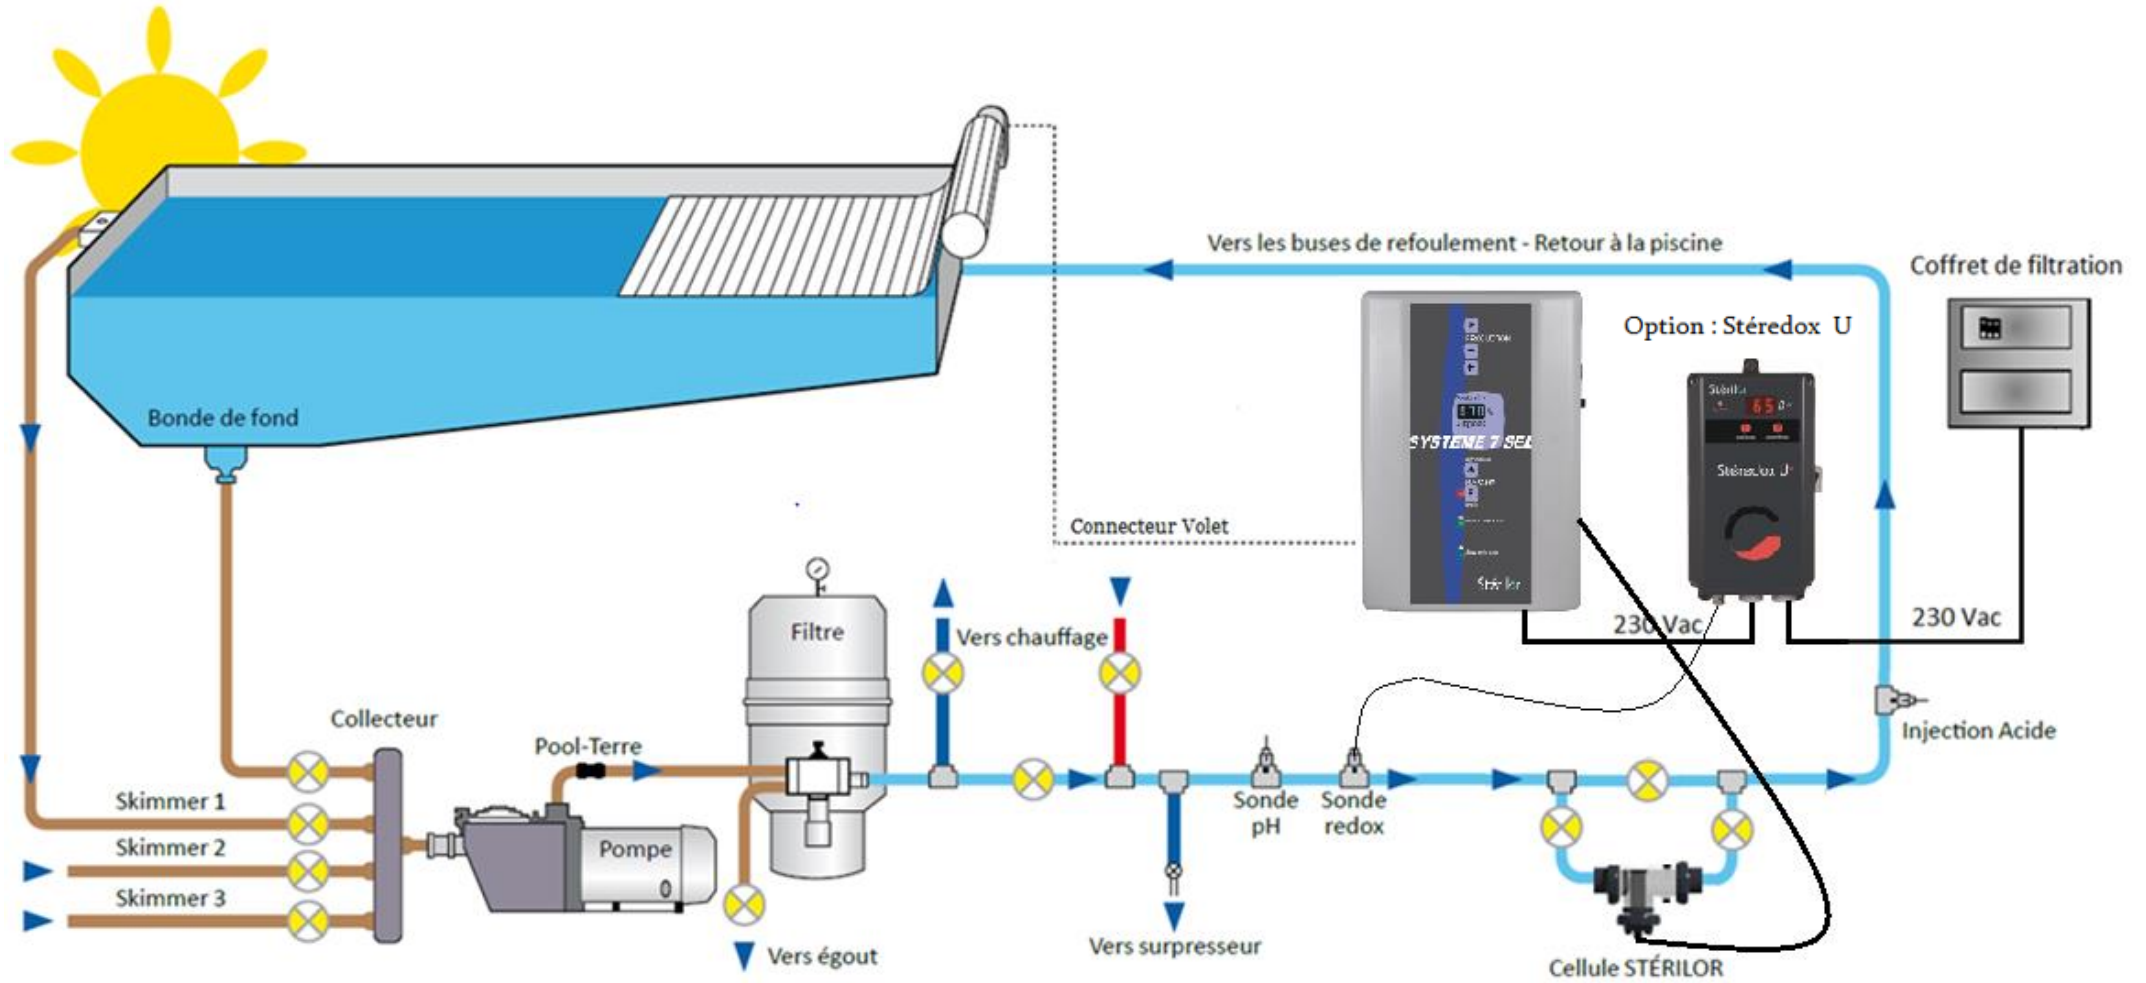 Vers les buses de refoulement - Retour à la piscine
Coffret de filtration
Option : Stéredox U
SYSTEME 7 SEL
Stéredox U
Bonde de fond
Connecteur Volet
230 Vac
230 Vac
Filtre
Vers chauffage
Collecteur
Pool-Terre
Injection Acide
Skimmer 1
Skimmer 2
Skimmer 3
Pompe
Sonde
pH
Sonde
redox
Vers égout
Vers surpresseur
Cellule STÉRILOR